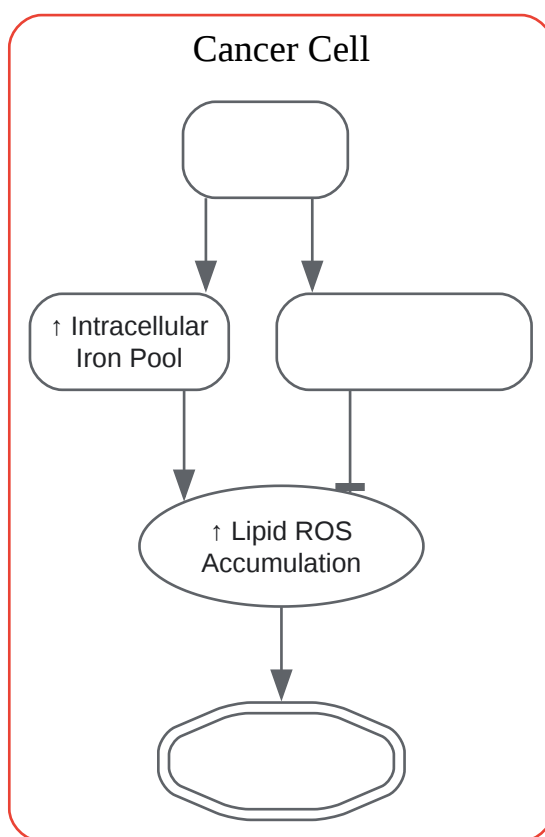 Cancer Cell
↑ Intracellular
Iron Pool
↑ Lipid ROS
Accumulation